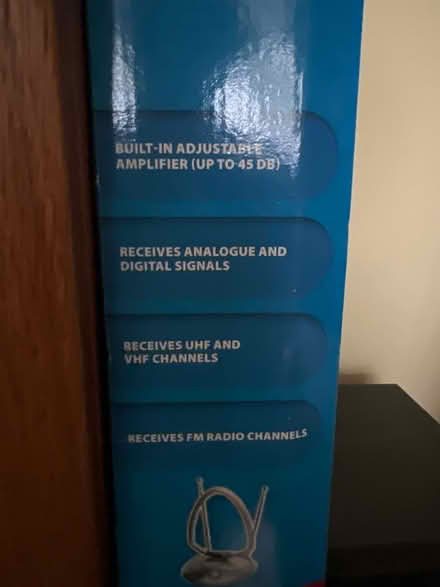 BUILT-IN ADJUSTABLE
AMPLIFIER (UP TO 45 DB)
RECEIVES ANALOGUE AND
DIGITAL SIGNALS
RECEIVES UHF AND
VHF CHANNELS
RECEIVES FM RADIO CHANNELS